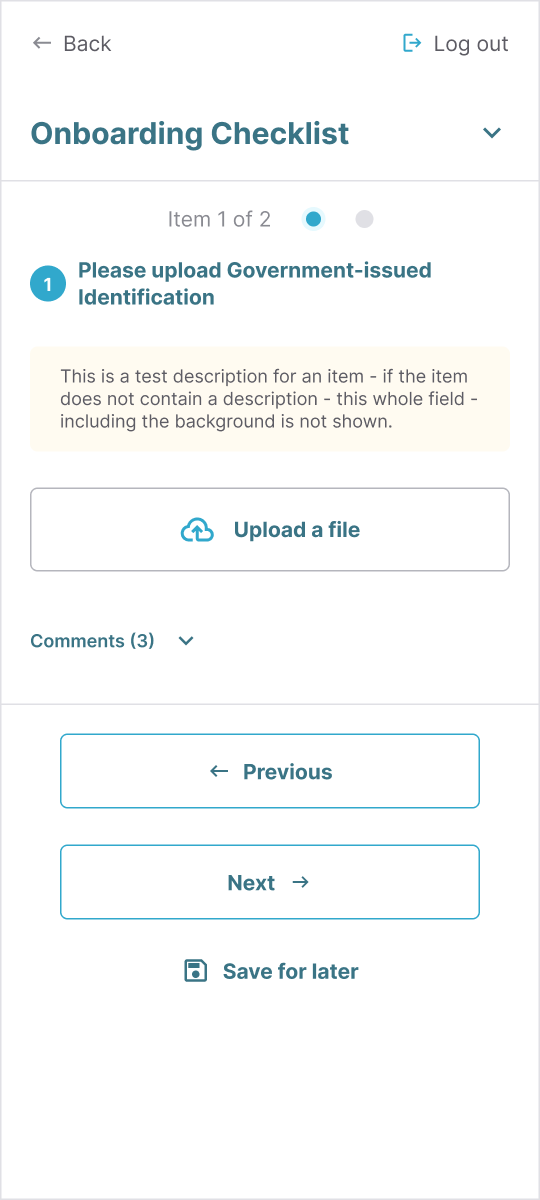 Back
Log out
Onboarding Checklist
Item 1 of 2
1
Please upload Government-issued
Identification
This is a test description for an item - if the item
does not contain a description - this whole field -
including the background is not shown.
Upload a file
Comments (3)
Previous
Next
Save for later